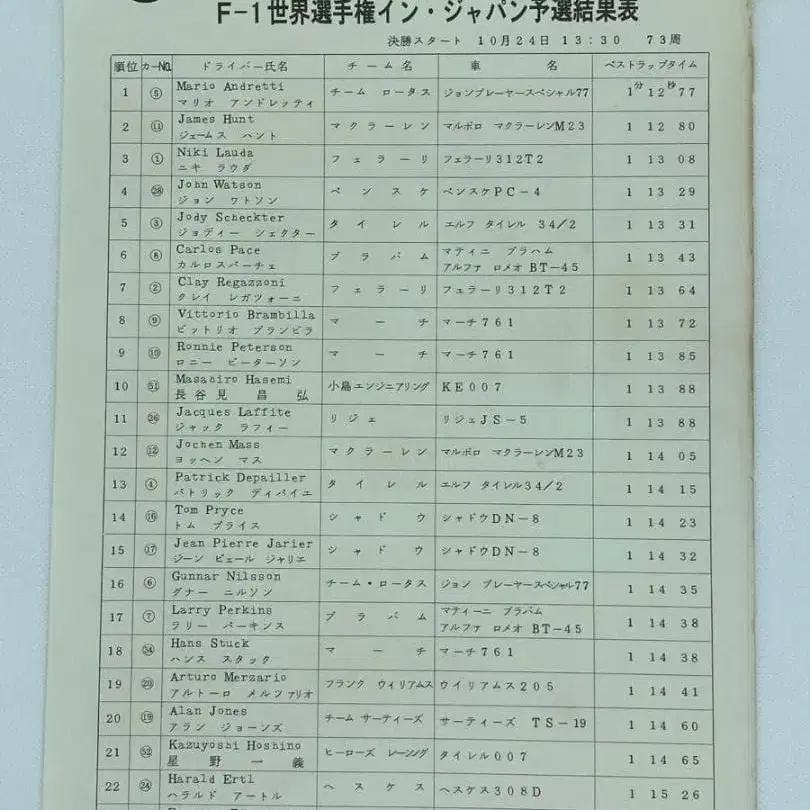 F-1世界選手権イン・ジャパン予選結果表
決勝スタート 10月24日 13:30 73周
順位 カーNo. ドライバー氏名 チーム名 車名 ベストラップタイム
1 ⑤ Mario Andretti マリオ アンドレッティ チーム ロータス ジョンプレーヤースペシャル77 1分12秒77
2 ⑪ James Hunt ジェームス ハント マクラーレン マルボロ マクラーレンM23 1 12 80
3 ① Niki Lauda ニキ ラウダ フェラーリ フェラーリ312T2 1 13 08
4 ㉘ John Watson ジョン ワトソン ペンスケ ペンスケPC-4 1 13 29
5 ③ Jody Scheckter ジョディー シェクター タイレル エルフ タイレル 34/2 1 13 31
6 ⑧ Carlos Pace カルロスパーチェ ブラバム マティニ ブラハム アルファ ロメオ BT-45 1 13 43
7 ② Clay Regazzoni クレイ レガツォーニ フェラーリ フェラーリ312T2 1 13 64
8 ⑨ Vittorio Brambilla ビットリオ ブランビラ マーチ マーチ761 1 13 72
9 ⑩ Ronnie Peterson ロニー ピーターソン マーチ マーチ761 1 13 85
10 51 Masahiro Hasemi 長谷見 昌弘 小島エンジニアリング KE007 1 13 88
11 ㉖ Jacques Laffite ジャック ラフィー リジェ リジェJS-5 1 13 88
12 ⑫ Jochen Mass ヨッヘン マス マクラーレン マルボロ マクラーレンM23 1 14 05
13 ④ Patrick Depailler パトリック ディパイエ タイレル エルフ タイレル34/2 1 14 15
14 ⑯ Tom Pryce トム プライス シャドウ シャドウDN-8 1 14 23
15 ⑰ Jean Pierre Jarier ジーン ピェール ジャリエ シャドウ シャドウDN-8 1 14 32
16 ⑥ Gunnar Nilsson グナー ニルソン チーム・ロータス ジョン プレーヤースペシャル77 1 14 35
17 ⑦ Larry Perkins ラリー パーキンス ブラバム マティーニ ブラバム アルファ ロメオ BT-45 1 14 38
18 ㉞ Hans Stuck ハンス スタック マーチ マーチ761 1 14 38
19 ⑳ Arturo Merzario アルトーロ メルツァリオ フランク ウィリアムス ウイリアムス205 1 14 41
20 ⑲ Alan Jones アラン ジョーンズ チーム サーティーズ サーティーズ TS-19 1 14 60
21 52 Kazuyoshi Hoshino 星野一義 ヒーローズ レーシング タイレル007 1 14 65
22 ㉔ Harald Ertl ハラルド アートル ヘスケス ヘスケス308D 1 15 26